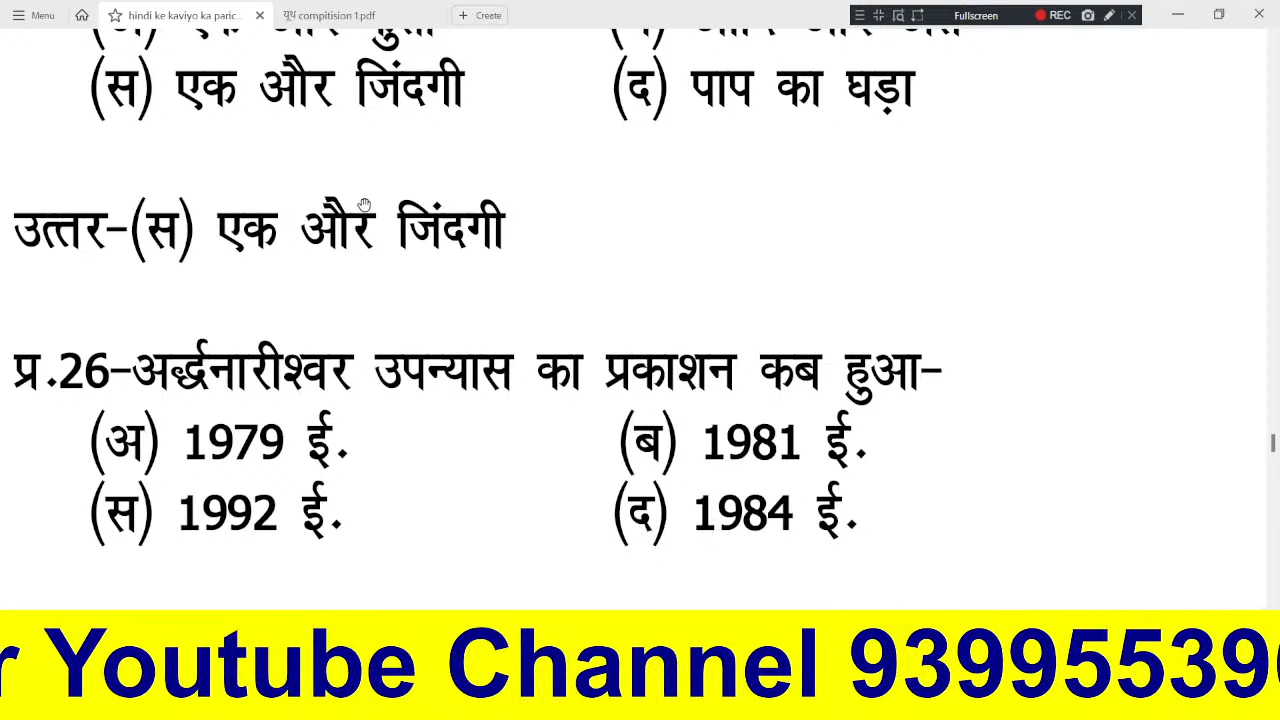 Menu
hindi ke kaviyo ka paric...
यूथ compitision 1.pdf
+ Create
Fullscreen
REC
(स) एक और जिंदगी (द) पाप का घड़ा
उत्तर-(स) एक और जिंदगी
प्र.26-अर्द्धनारीश्वर उपन्यास का प्रकाशन कब हुआ-
(अ) 1979 ई. (ब) 1981 ई.
(स) 1992 ई. (द) 1984 ई.
r Youtube Channel 939955390